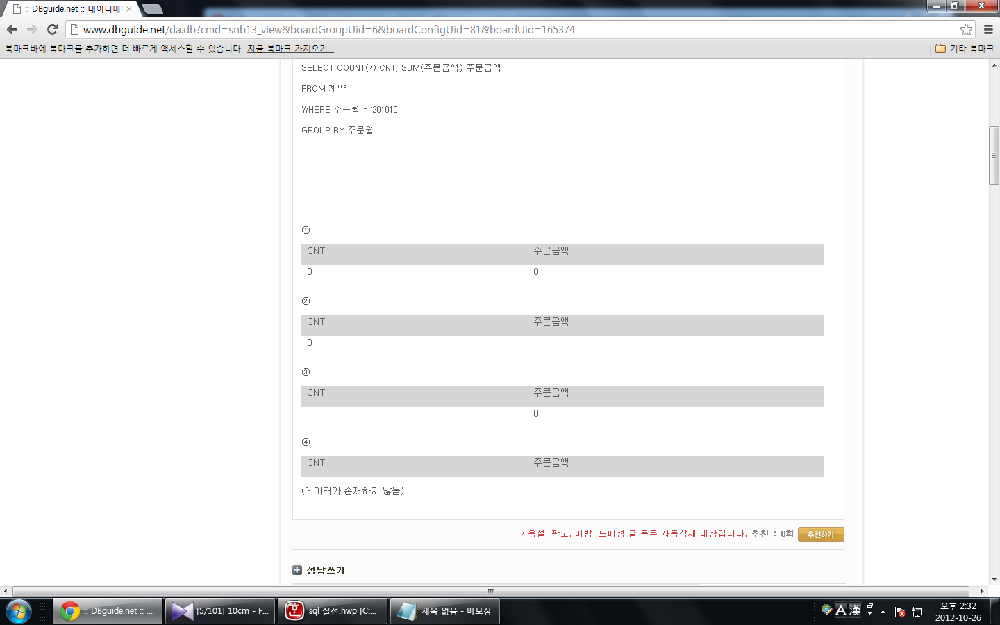 :: DBguide.net :: 데이터베이
www.dbguide.net/da.db?cmd=snb13_view&boardGroupUid=6&boardConfigUid=81&boardUid=165374
북마크바에 북마크를 추가하면 더 빠르게 액세스할 수 있습니다. 지금 북마크 가져오기...
기타 북마크
SELECT COUNT(*) CNT, SUM(주문금액) 주문금액
FROM 계약
WHERE 주문월 = ‘201010’
GROUP BY 주문월
------------------------------------------------------------------------------------------
①
CNT 주문금액
0 0
②
CNT 주문금액
0
③
CNT 주문금액
0
④
CNT 주문금액
(데이터가 존재하지 않음)
* 욕설, 광고, 비방, 도배성 글 등은 자동삭제 대상입니다. 추천 : 0회 추천하기
정답쓰기
:: DBguide.net :: ...
[5/101] 10cm - F...
sql 실전.hwp [C:...
제목 없음 - 메모장
A 漢
오후 2:32
2012-10-26